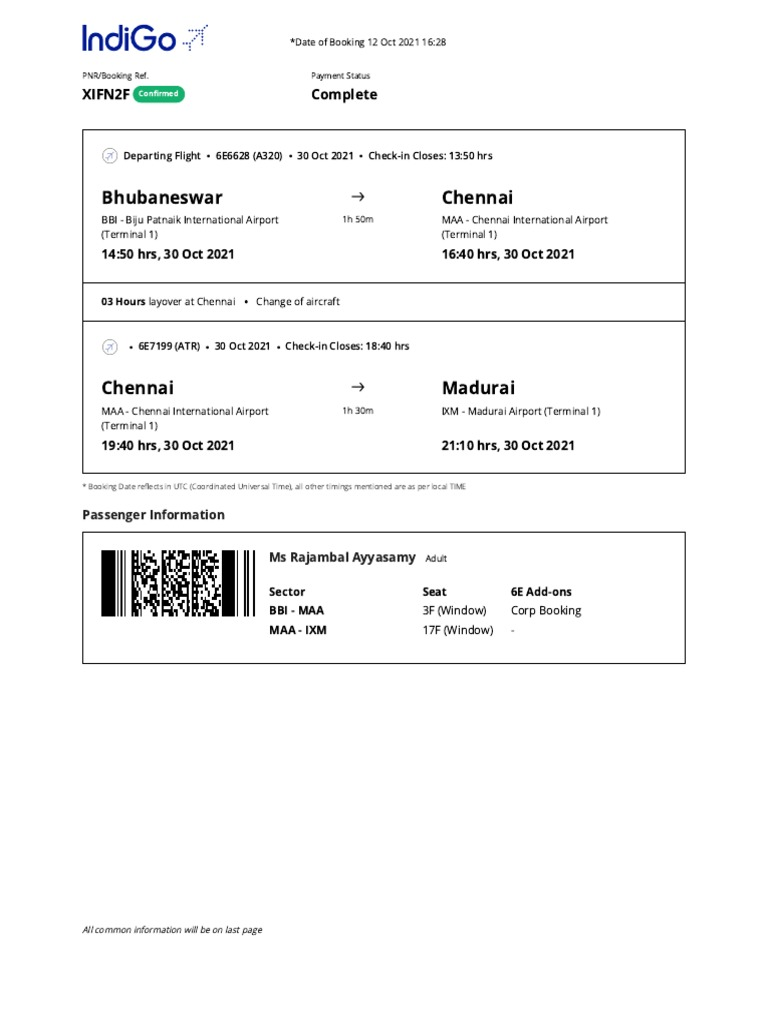 IndiGo
*Date of Booking 12 Oct 2021 16:28
PNR/Booking Ref.
Payment Status
XIFN2F Confirmed
Complete
Departing Flight • 6E6628 (A320) • 30 Oct 2021 • Check-in Closes: 13:50 hrs
Bhubaneswar → Chennai
BBI - Biju Patnaik International Airport
(Terminal 1)
1h 50m
MAA - Chennai International Airport
(Terminal 1)
14:50 hrs, 30 Oct 2021
16:40 hrs, 30 Oct 2021
03 Hours layover at Chennai • Change of aircraft
• 6E7199 (ATR) • 30 Oct 2021 • Check-in Closes: 18:40 hrs
Chennai → Madurai
MAA - Chennai International Airport
(Terminal 1)
1h 30m
IXM - Madurai Airport (Terminal 1)
19:40 hrs, 30 Oct 2021
21:10 hrs, 30 Oct 2021
* Booking Date reflects in UTC (Coordinated Universal Time), all other timings mentioned are as per local TIME
Passenger Information
Ms Rajambal Ayyasamy Adult
Sector Seat 6E Add-ons
BBI - MAA 3F (Window) Corp Booking
MAA - IXM 17F (Window) -
All common information will be on last page